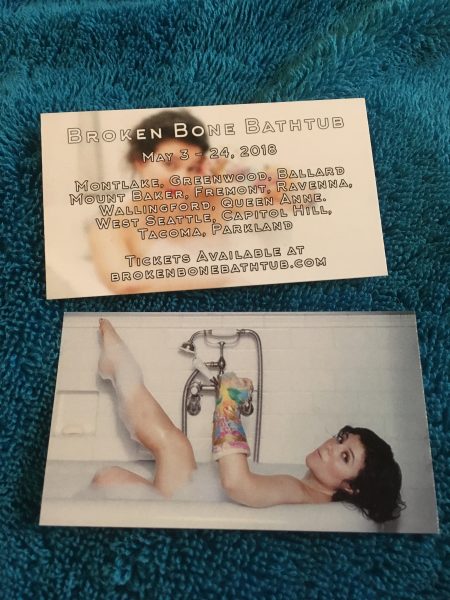 Broken Bone Bathtub
May 3 - 24, 2018
Montlake, Greenwood, Ballard
Mount Baker, Fremont, Ravenna,
Wallingford, Queen Anne.
West Seattle, Capitol Hill,
Tacoma, Parkland
Tickets Available at
brokenbonebathtub.com